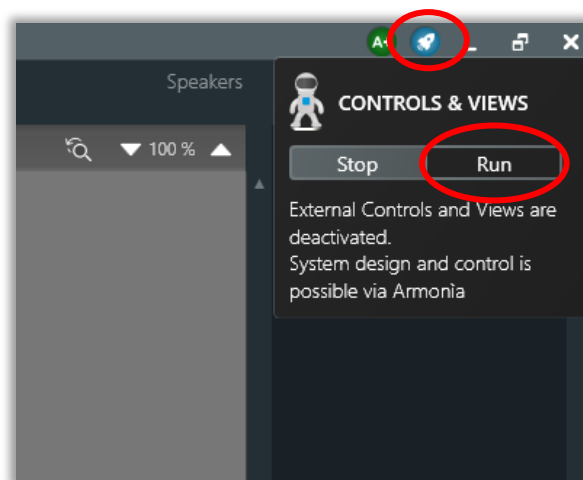 A+
Speakers
CONTROLS & VIEWS
100 %
Stop Run
External Controls and Views are
deactivated.
System design and control is
possible via Armonìa